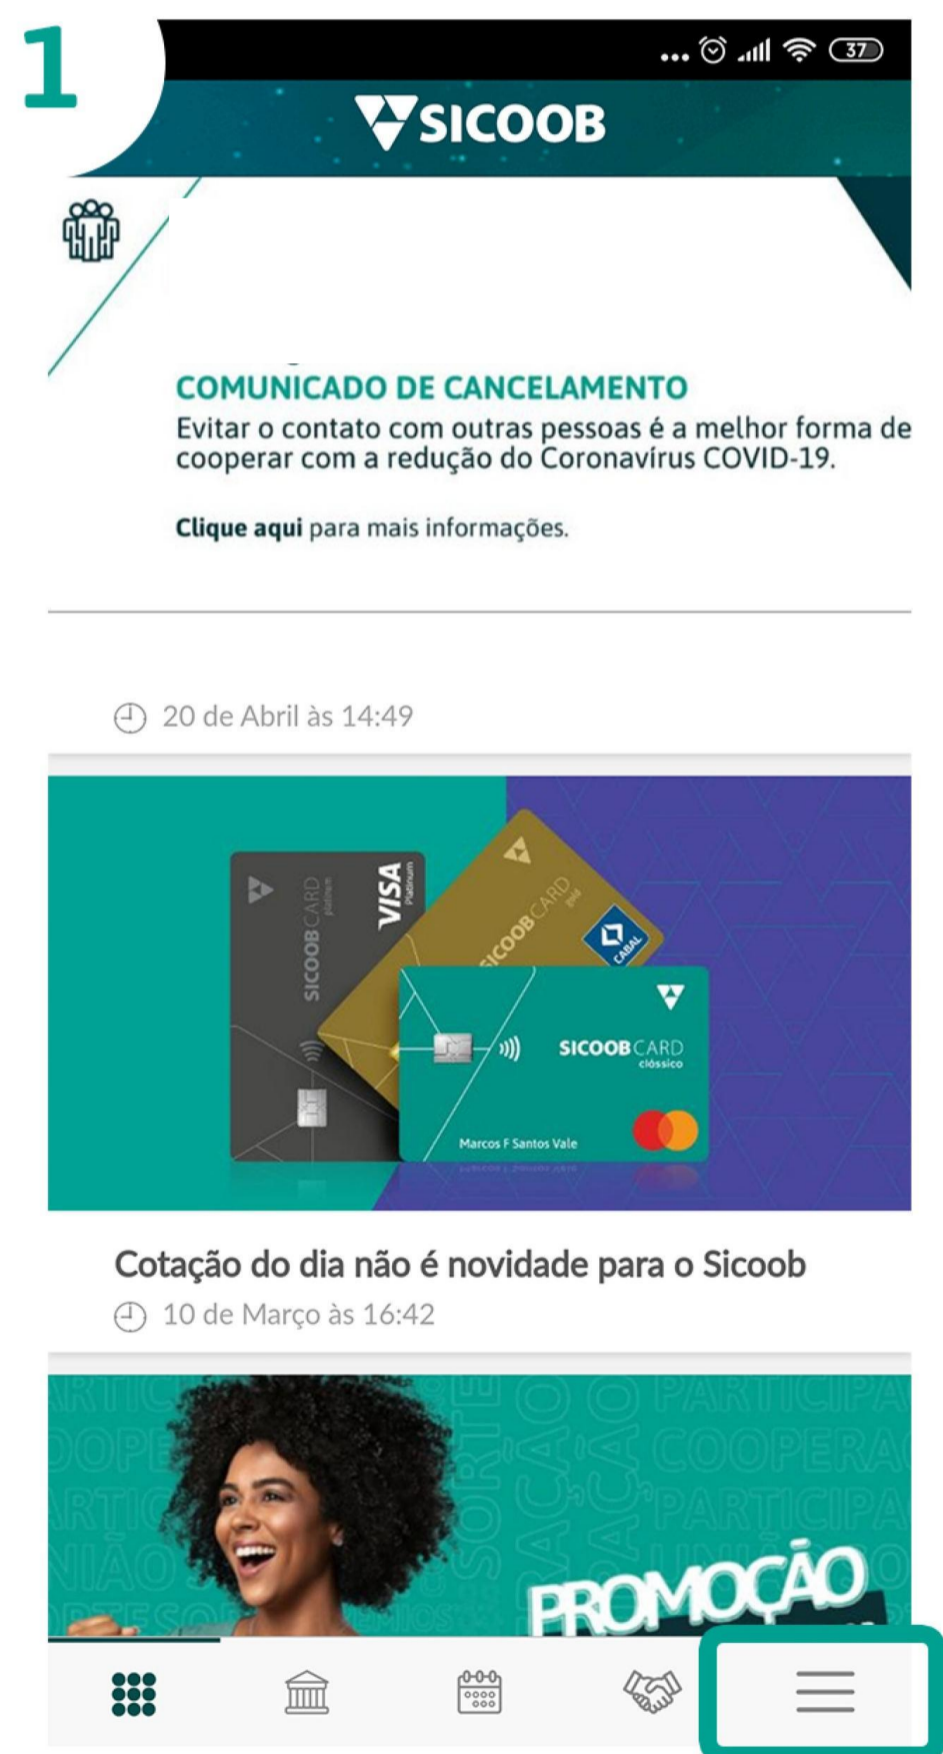 1
37
SICOOB
COMUNICADO DE CANCELAMENTO
Evitar o contato com outras pessoas é a melhor forma de
cooperar com a redução do Coronavírus COVID-19.
Clique aqui para mais informações.
20 de Abril às 14:49
SICOOBCARD
platinum
VISA
Platinum
SICOOBCARD
gold
CABAL
SICOOBCARD
clássico
Marcos F Santos Vale
Cotação do dia não é novidade para o Sicoob
10 de Março às 16:42
PROMOÇÃO